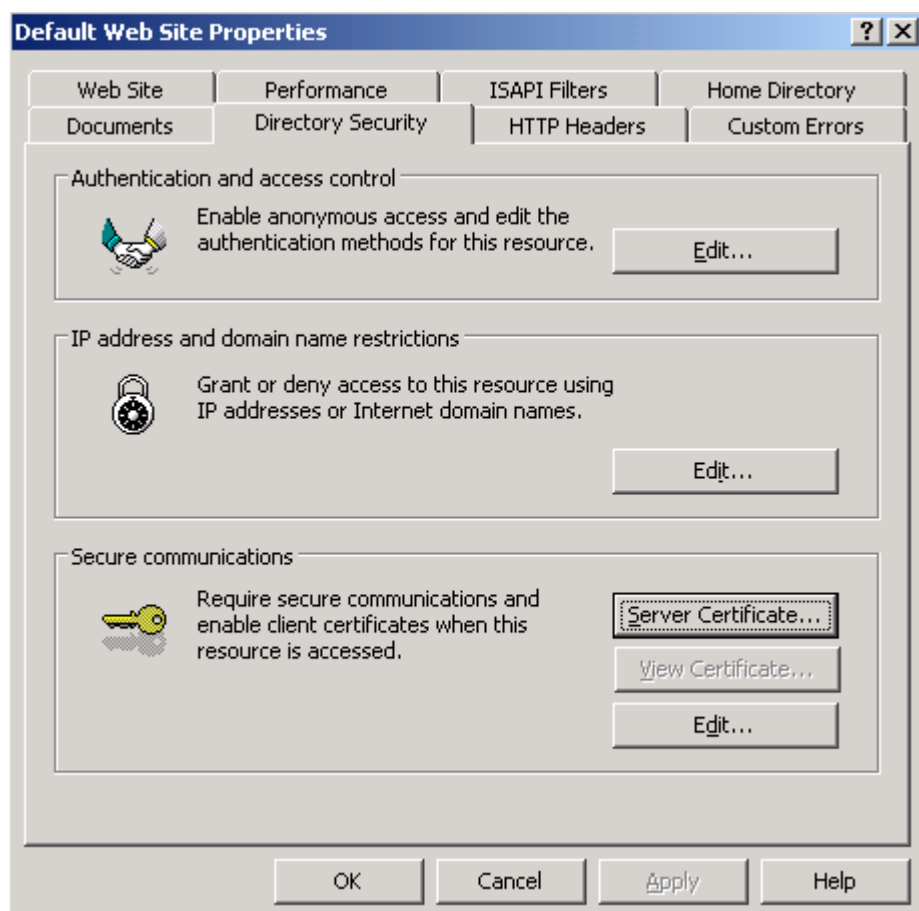 Default Web Site Properties
Web Site Performance ISAPI Filters Home Directory
Documents Directory Security HTTP Headers Custom Errors
Authentication and access control
Enable anonymous access and edit the
authentication methods for this resource.
Edit...
IP address and domain name restrictions
Grant or deny access to this resource using
IP addresses or Internet domain names.
Edit...
Secure communications
Require secure communications and
enable client certificates when this
resource is accessed.
Server Certificate...
View Certificate...
Edit...
OK Cancel Apply Help